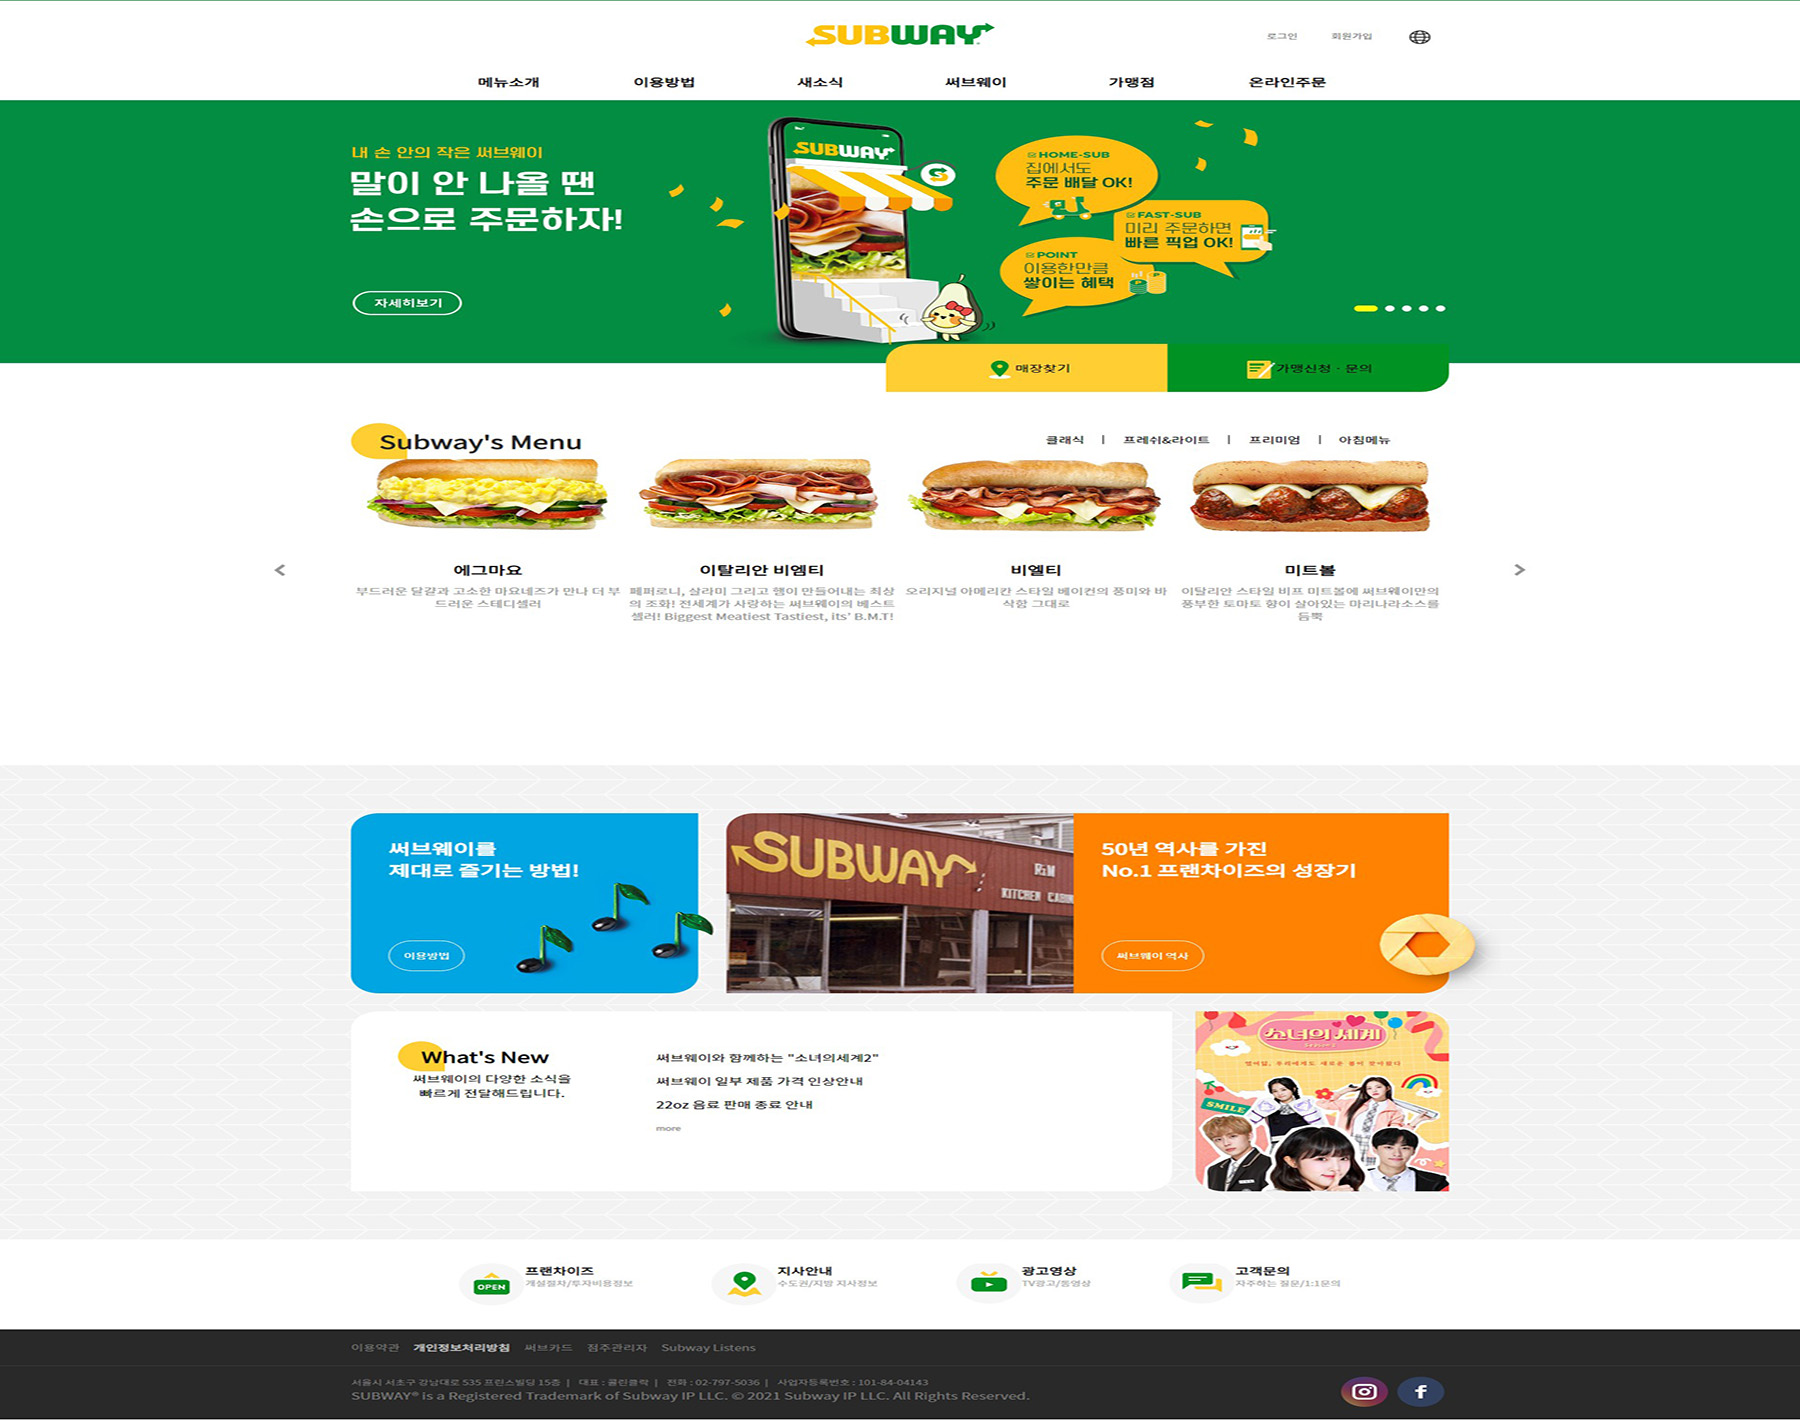 SUBWAY
로그인 회원가입
메뉴소개 이용방법 새소식 써브웨이 가맹점 온라인주문
내 손 안의 작은 써브웨이
말이 안 나올 땐
손으로 주문하자!
자세히보기
SUBWAY
HOME-SUB
집에서도
주문 배달 OK!
FAST-SUB
미리 주문하면
빠른 픽업 OK!
POINT
이용한만큼
쌓이는 혜택
매장찾기
가맹신청 · 문의
Subway's Menu
클래식 | 프레쉬&라이트 | 프리미엄 | 아침메뉴
에그마요
부드러운 달걀과 고소한 마요네즈가 만나 더 부
드러운 스테디셀러
이탈리안 비엠티
페퍼로니, 살라미 그리고 햄이 만들어내는 최상
의 조화! 전세계가 사랑하는 써브웨이의 베스트
셀러! Biggest Meatiest Tastiest, its' B.M.T!
비엘티
오리지널 아메리칸 스타일 베이컨의 풍미와 바
삭함 그대로
미트볼
이탈리안 스타일 비프 미트볼에 써브웨이만의
풍부한 토마토 향이 살아있는 마리나라소스를
듬뿍
써브웨이를
제대로 즐기는 방법!
이용방법
SUBWAY
R&M
KITCHEN CABIN
50년 역사를 가진
No.1 프랜차이즈의 성장기
써브웨이 역사
What's New
써브웨이의 다양한 소식을
빠르게 전달해드립니다.
써브웨이와 함께하는 "소녀의세계2"
써브웨이 일부 제품 가격 인상안내
22oz 음료 판매 종료 안내
more
소녀의 세계
SMILE
OPEN
프랜차이즈
개설절차/투자비용정보
지사안내
수도권/지방 지사정보
광고영상
TV광고/동영상
고객문의
자주하는 질문/1:1문의
이용약관 개인정보처리방침 써브카드 점주관리자 Subway Listens
서울시 서초구 강남대로 535 프린스빌딩 15층 | 대표 : 콜린클락 | 전화 : 02-797-5036 | 사업자등록번호 : 101-84-04143
SUBWAY® is a Registered Trademark of Subway IP LLC. © 2021 Subway IP LLC. All Rights Reserved.